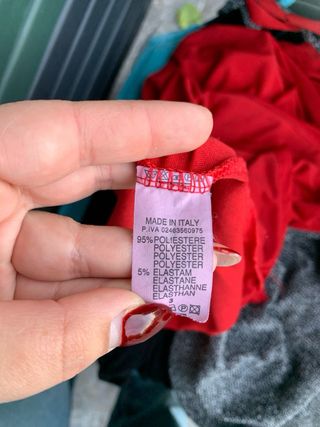 MADE IN ITALY
P.IVA 02463560975
95% POLIESTERE
POLYESTER
POLYESTER
POLYESTER
5% ELASTAM
ELASTANE
ELASTHANNE
ELASTHAN